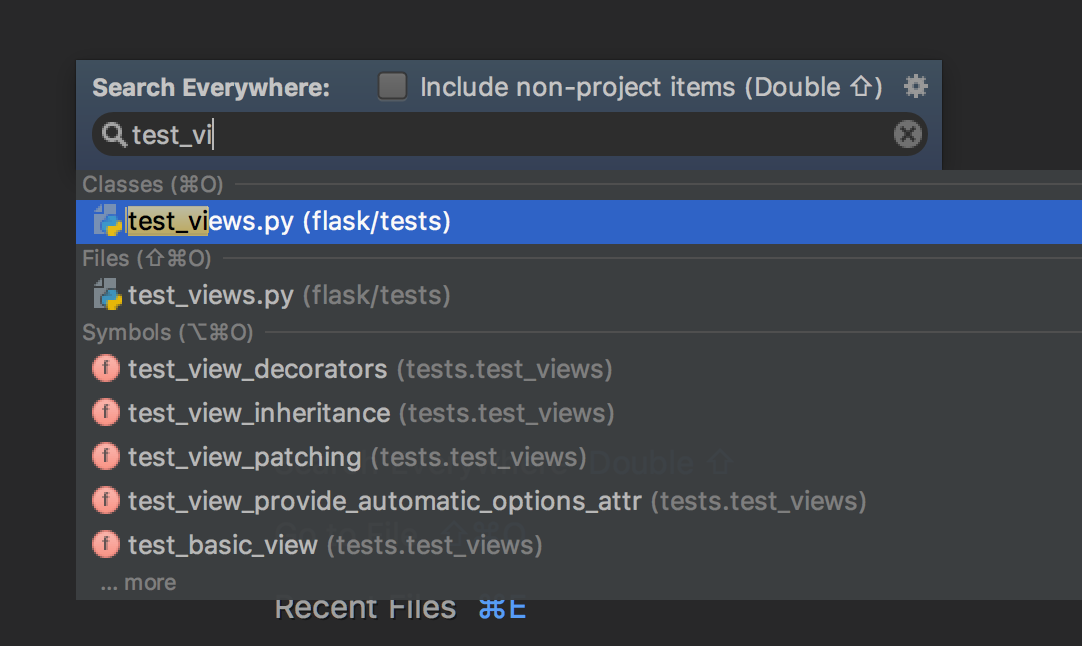 Search Everywhere: Include non-project items (Double ⇧)
test_vi
Classes (⌘O)
test_views.py (flask/tests)
Files (⇧⌘O)
test_views.py (flask/tests)
Symbols (⌥⌘O)
f test_view_decorators (tests.test_views)
f test_view_inheritance (tests.test_views)
f test_view_patching (tests.test_views)
Search Everywhere Double ⇧
f test_view_provide_automatic_options_attr (tests.test_views)
Go to File ⇧⌘O
f test_basic_view (tests.test_views)
... more
Recent Files ⌘E